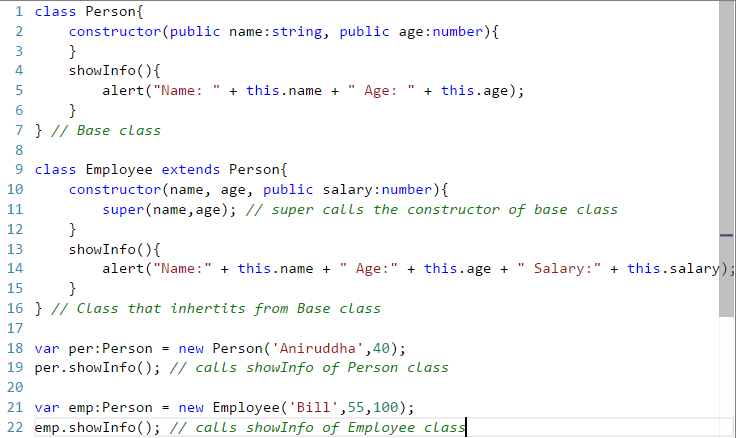 1 class Person{
2     constructor(public name:string, public age:number){
3     }
4     showInfo(){
5         alert("Name: " + this.name + " Age: " + this.age);
6     }
7 } // Base class
8
9 class Employee extends Person{
10     constructor(name, age, public salary:number){
11         super(name,age); // super calls the constructor of base class
12     }
13     showInfo(){
14         alert("Name:" + this.name + " Age:" + this.age + " Salary:" + this.salary);
15     }
16 } // Class that inhertits from Base class
17
18 var per:Person = new Person('Aniruddha',40);
19 per.showInfo(); // calls showInfo of Person class
20
21 var emp:Person = new Employee('Bill',55,100);
22 emp.showInfo(); // calls showInfo of Employee class